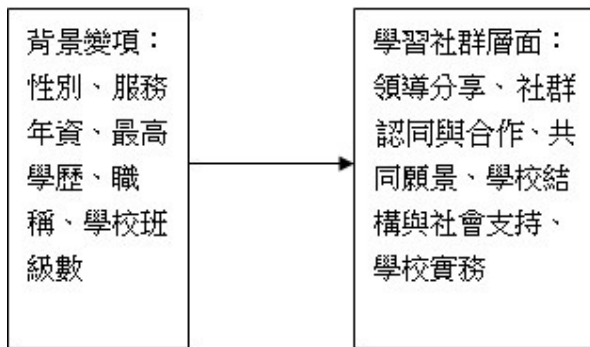 背景變項：
性別、服務
年資、最高
學歷、職
稱、學校班
級數
學習社群層面：
領導分享、社群
認同與合作、共
同願景、學校結
構與社會支持、
學校實務